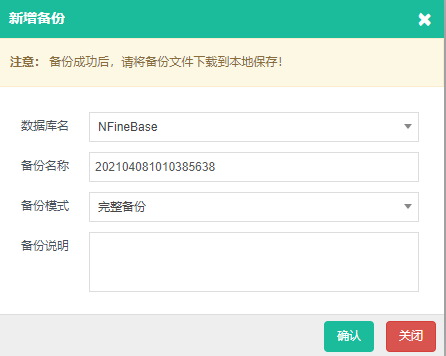 新增备份
注意： 备份成功后，请将备份文件下载到本地保存！
数据库名 NFineBase
备份名称 202104081010385638
备份模式 完整备份
备份说明
确认 关闭